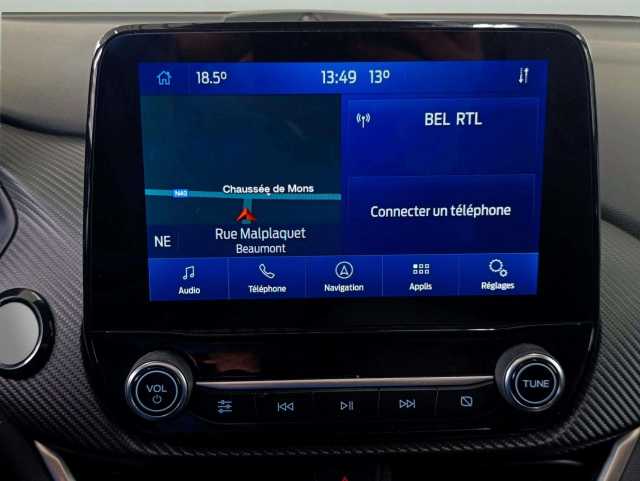 18.5º
13:49 13º
BEL RTL
N40
Chaussée de Mons
Connecter un téléphone
NE
Rue Malplaquet
Beaumont
Audio
Téléphone
Navigation
Applis
Réglages
VOL
TUNE